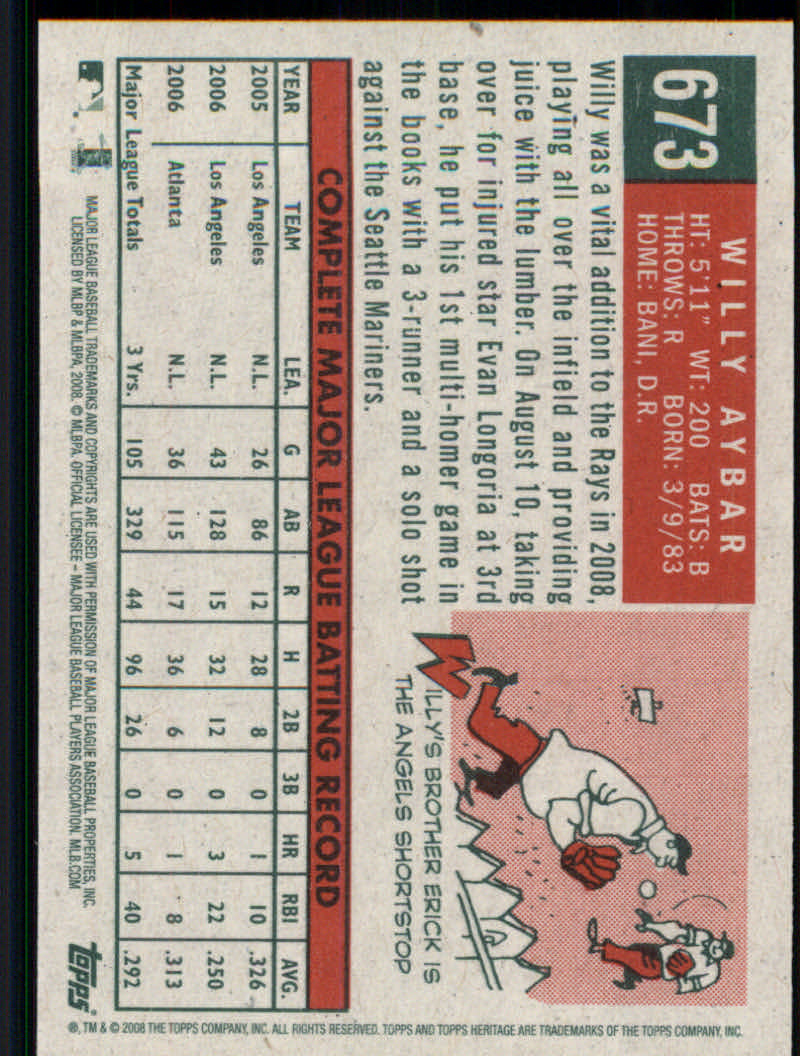 673
WILLY AYBAR
HT: 5'11" WT: 200 BATS: B
THROWS: R BORN: 3/9/83
HOME: BANI, D.R.
Willy was a vital addition to the Rays in 2008,
playing all over the infield and providing
juice with the lumber. On August 10, taking
over for injured star Evan Longoria at 3rd
base, he put his 1st multi-homer game in
the books with a 3-runner and a solo shot
against the Seattle Mariners.
WILLY'S BROTHER ERICK IS
THE ANGELS SHORTSTOP
COMPLETE MAJOR LEAGUE BATTING RECORD
YEAR TEAM LEA. G AB R H 2B 3B HR RBI AVG.
2005 Los Angeles N.L. 26 86 12 28 8 0 1 10 .326
2006 Los Angeles N.L. 43 128 15 32 12 0 3 22 .250
2006 Atlanta N.L. 36 115 17 36 6 0 1 8 .313
Major League Totals 3 Yrs. 105 329 44 96 26 0 5 40 .292
MAJOR LEAGUE BASEBALL TRADEMARKS AND COPYRIGHTS ARE USED WITH PERMISSION OF MAJOR LEAGUE BASEBALL PROPERTIES, INC.
LICENSED BY MLBP & MLBPA, 2008. © MLBPA. OFFICIAL LICENSEE – MAJOR LEAGUE BASEBALL PLAYERS ASSOCIATION. MLB.COM
topps
®, TM & © 2008 THE TOPPS COMPANY, INC. ALL RIGHTS RESERVED. TOPPS AND TOPPS HERITAGE ARE TRADEMARKS OF THE TOPPS COMPANY, INC.